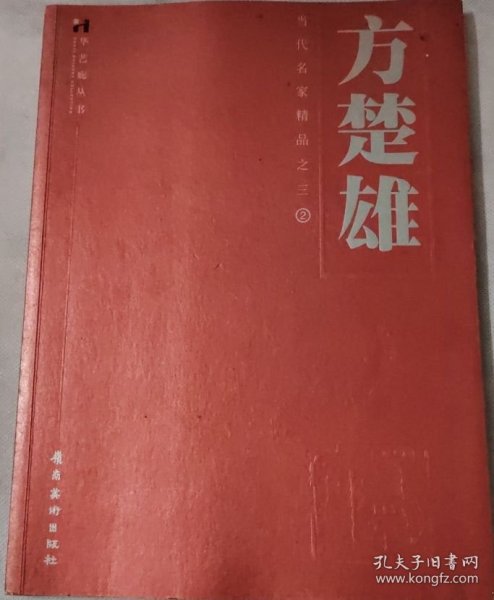 方楚雄
当代名家精品之三②
华艺廊丛书
岭南美术出版社
孔夫子旧书网
www.kongfz.com